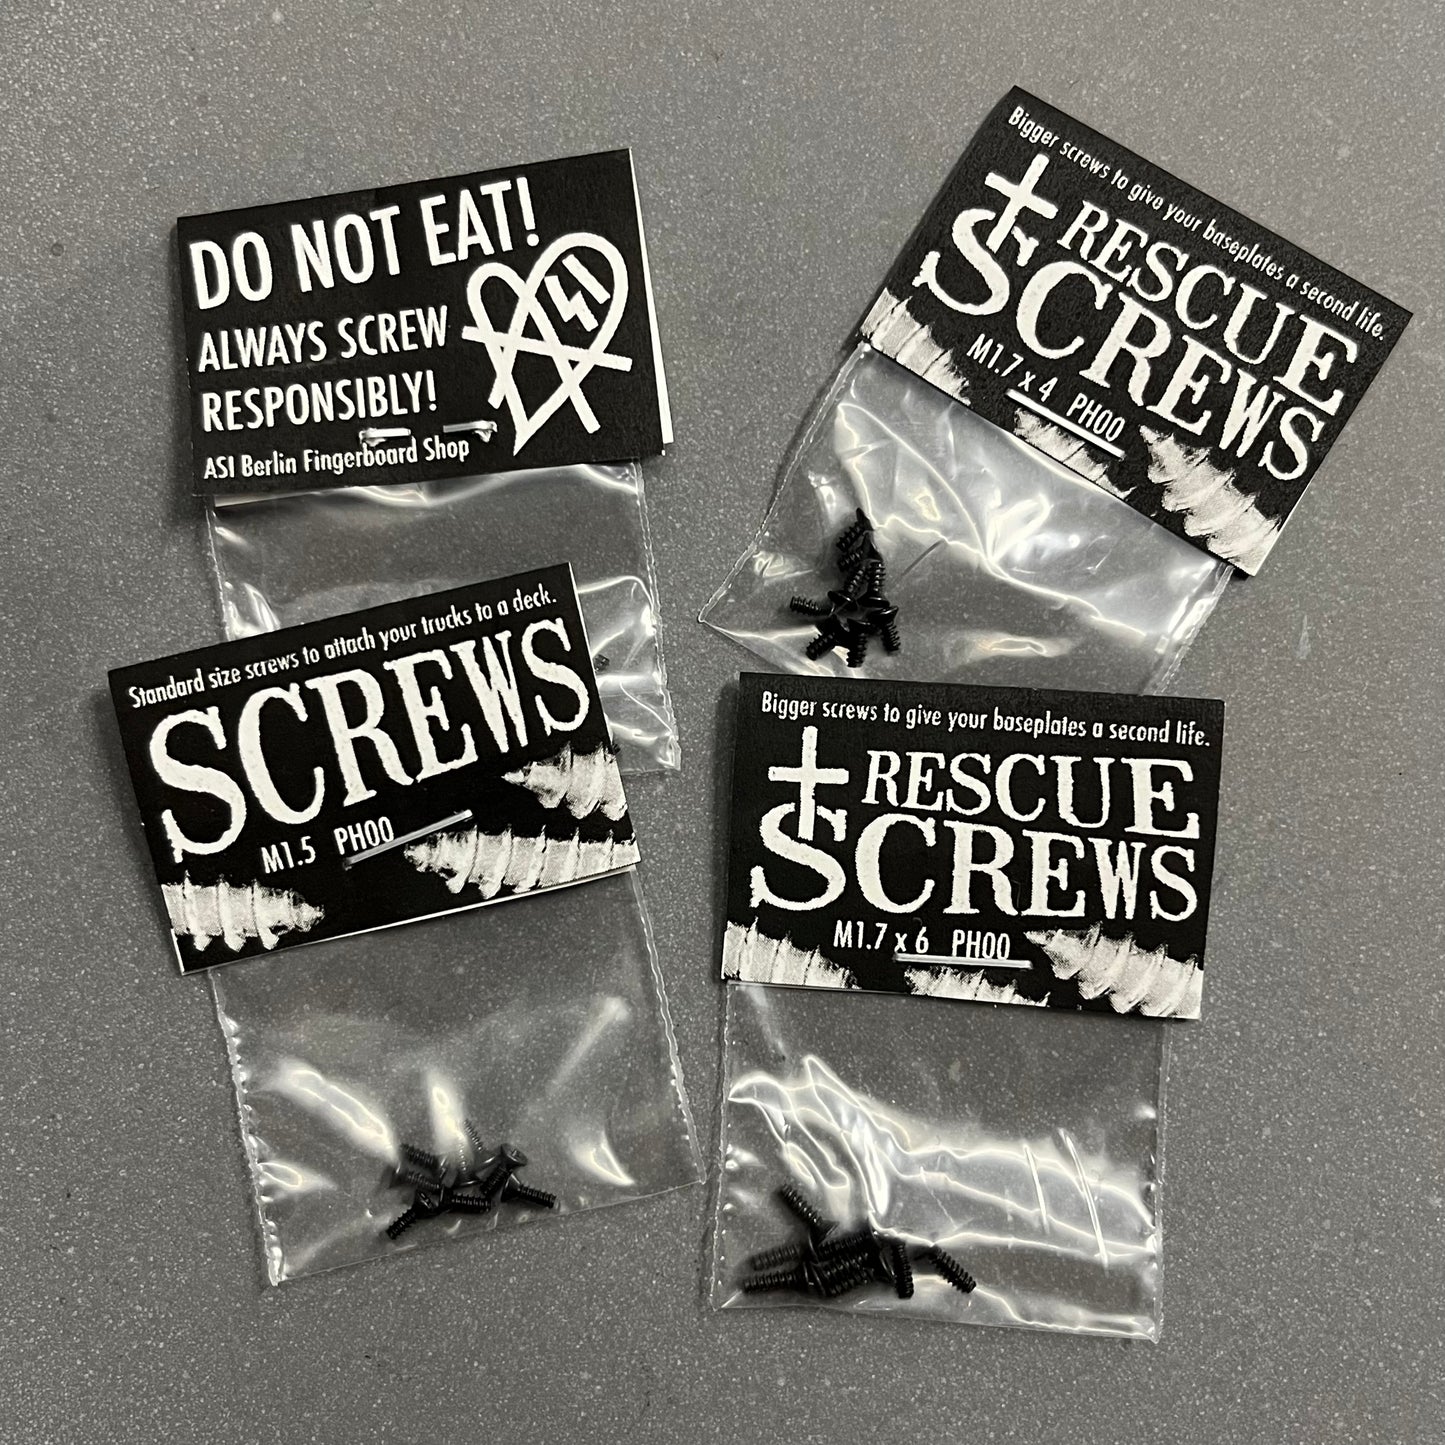 DO NOT EAT!
ALWAYS SCREW
RESPONSIBLY!
ASI Berlin Fingerboard Shop
ASI
Bigger screws to give your baseplates a second life.
RESCUE
SCREWS
M1.7 x 4 PH00
Standard size screws to attach your trucks to a deck.
SCREWS
M1.5 PH00
Bigger screws to give your baseplates a second life.
RESCUE
SCREWS
M1.7 x 6 PH00